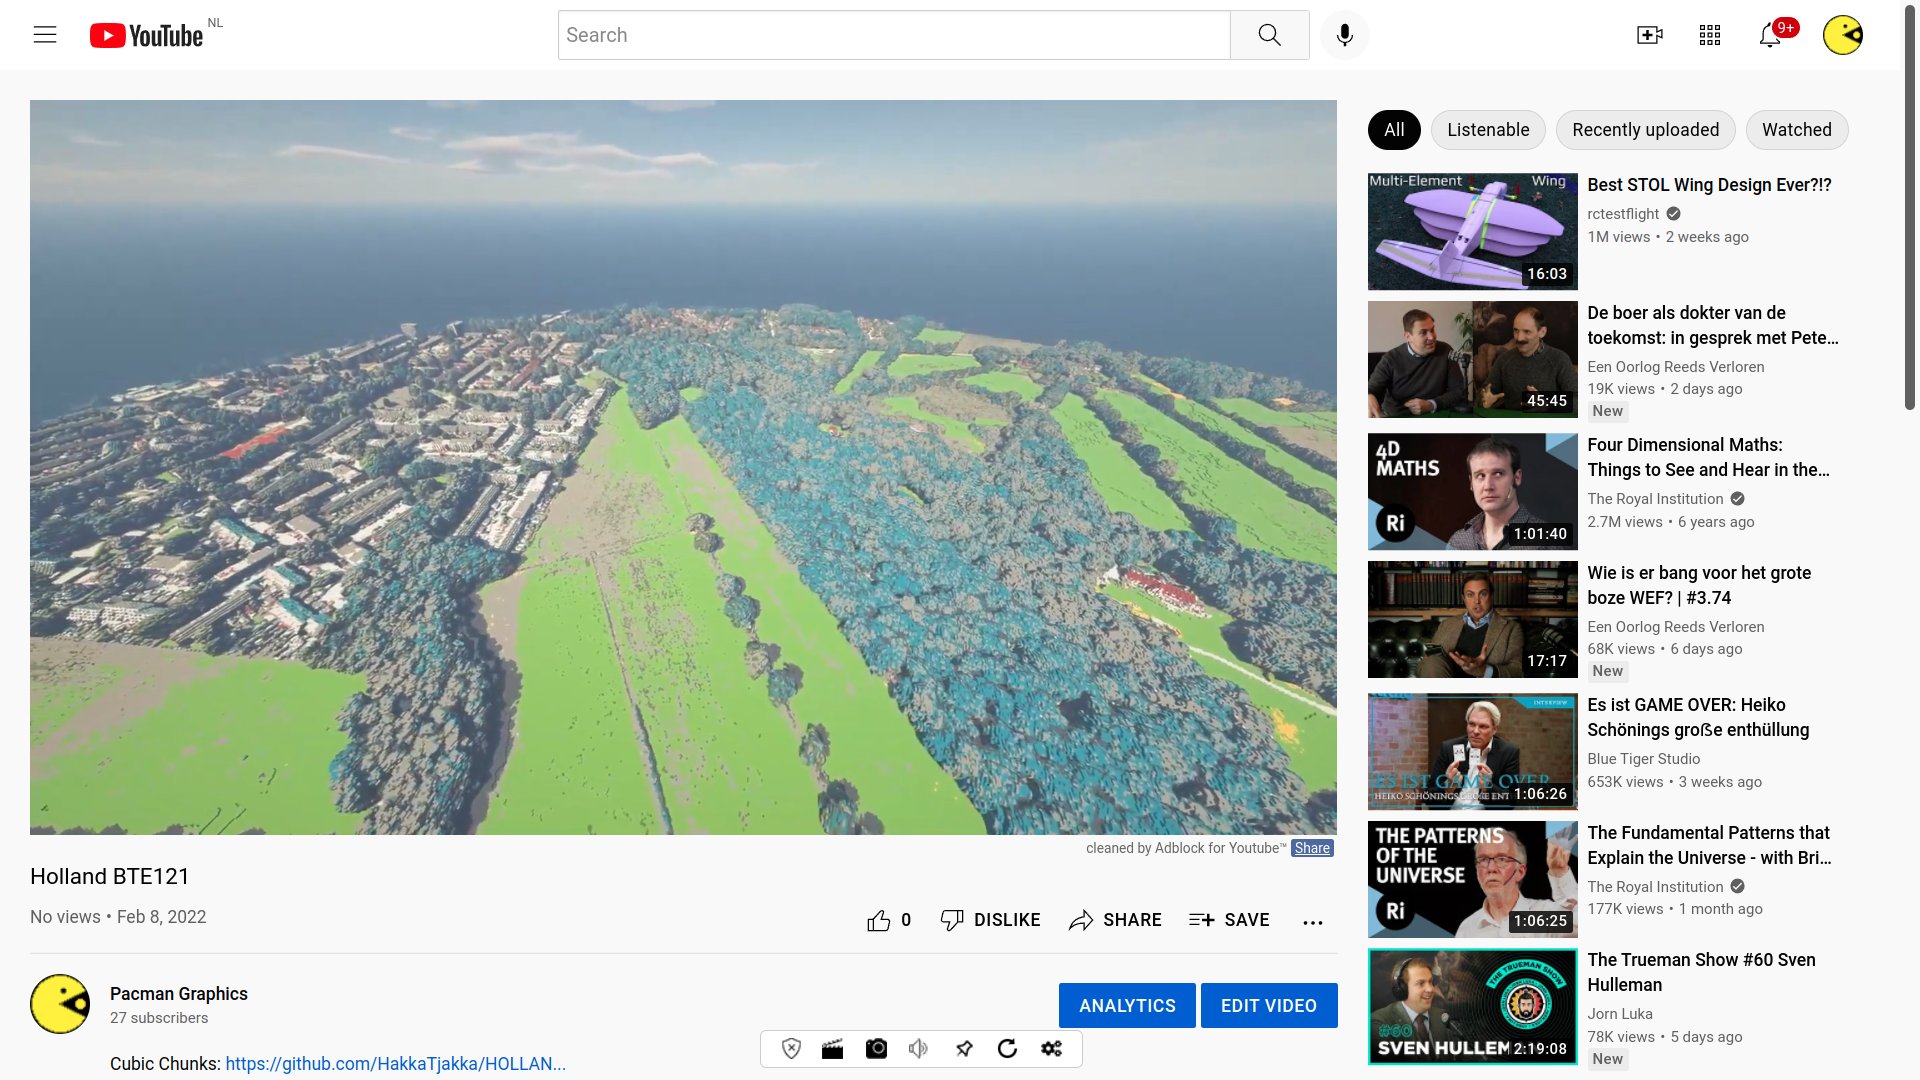 YouTube NL
Search
9+
All
Listenable
Recently uploaded
Watched
Multi-Element Wing
16:03
Best STOL Wing Design Ever?!?
rctestflight
1M views • 2 weeks ago
45:45
De boer als dokter van de
toekomst: in gesprek met Pete...
Een Oorlog Reeds Verloren
19K views • 2 days ago
New
4D
MATHS
Ri
1:01:40
Four Dimensional Maths:
Things to See and Hear in the...
The Royal Institution
2.7M views • 6 years ago
17:17
Wie is er bang voor het grote
boze WEF? | #3.74
Een Oorlog Reeds Verloren
68K views • 6 days ago
New
INTERVIEW
ES IST GAME OVER
HEIKO SCHÖNINGS GROßE ENT
1:06:26
Es ist GAME OVER: Heiko
Schönings große enthüllung
Blue Tiger Studio
653K views • 3 weeks ago
THE PATTERNS
OF THE
UNIVERSE
Ri
1:06:25
The Fundamental Patterns that
Explain the Universe - with Bri...
The Royal Institution
177K views • 1 month ago
THE TRUEMAN SHOW
#60
SVEN HULLEM
2:19:08
The Trueman Show #60 Sven
Hulleman
Jorn Luka
78K views • 5 days ago
New
cleaned by Adblock for Youtube™ Share
Holland BTE121
No views • Feb 8, 2022
0
DISLIKE
SHARE
SAVE
Pacman Graphics
27 subscribers
ANALYTICS
EDIT VIDEO
Cubic Chunks: https://github.com/HakkaTjakka/HOLLAN...